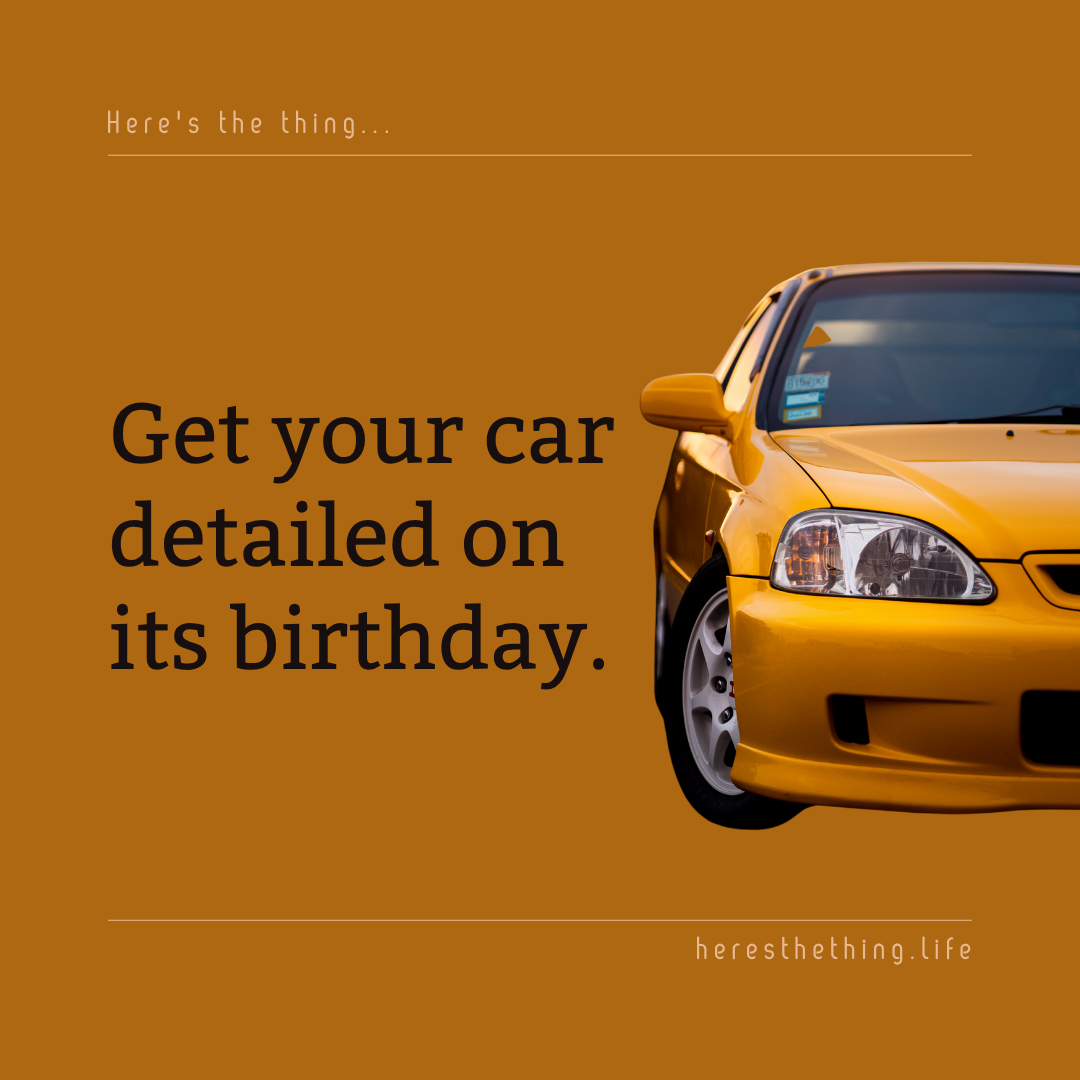 Here's the thing...
Get your car
detailed on
its birthday.
heresthething.life